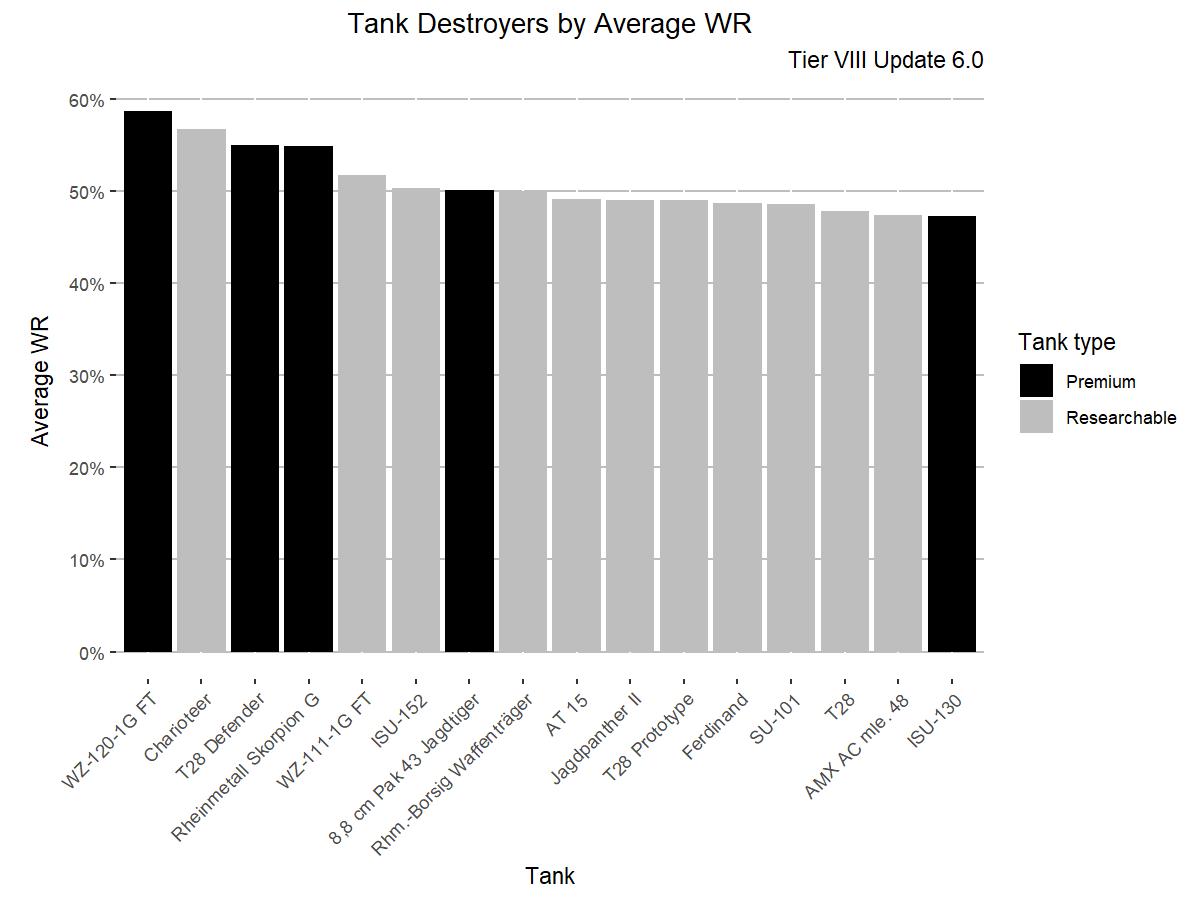 Tank Destroyers by Average WR
Tier VIII Update 6.0
60%
50%
40%
30%
20%
10%
0%
Average WR
WZ-120-1G FT
Charioteer
T28 Defender
Rheinmetall Skorpion G
WZ-111-1G FT
ISU-152
8,8 cm Pak 43 Jagdtiger
Rhm.-Borsig Waffenträger
AT 15
Jagdpanther II
T28 Prototype
Ferdinand
SU-101
T28
AMX AC mle. 48
ISU-130
Tank
Tank type
Premium
Researchable